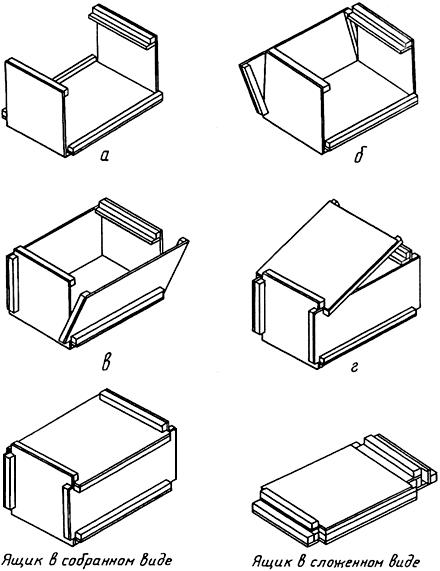 а
б
в
г
Ящик в собранном виде
Ящик в сложенном виде